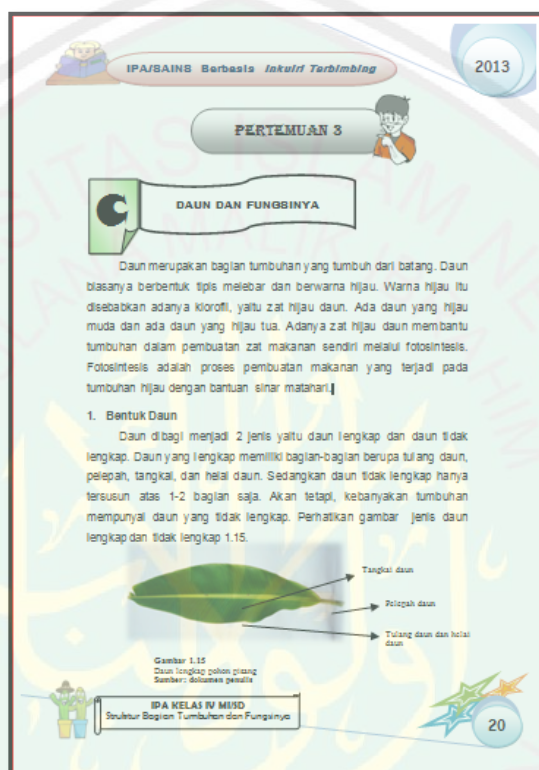 IPA/SAINS Berbasis Inkuiri Terbimbing
2013
PERTEMUAN 3
C
DAUN DAN FUNGSINYA
Daun merupakan bagian tumbuhan yang tumbuh dari batang. Daun
biasanya berbentuk tipis melebar dan berwarna hijau. Warna hijau itu
disebabkan adanya klorofil, yaitu zat hijau daun. Ada daun yang hijau
muda dan ada daun yang hijau tua. Adanya zat hijau daun membantu
tumbuhan dalam pembuatan zat makanan sendiri melalui fotosintesis.
Fotosintesis adalah proses pembuatan makanan yang terjadi pada
tumbuhan hijau dengan bantuan sinar matahari.
1. Bentuk Daun
Daun dibagi menjadi 2 jenis yaitu daun lengkap dan daun tidak
lengkap. Daun yang lengkap memiliki bagian-bagian berupa tulang daun,
pelepah, tangkai, dan helai daun. Sedangkan daun tidak lengkap hanya
tersusun atas 1-2 bagian saja. Akan tetapi, kebanyakan tumbuhan
mempunyai daun yang tidak lengkap. Perhatikan gambar jenis daun
lengkap dan tidak lengkap 1.15.
Tangkai daun
Pelepah daun
Tulang daun dan helai
daun
Gambar 1.15
Daun lengkap pohon pisang
Sumber: dokumen penulis
IPA KELAS IV MI/SD
Struktur Bagian Tumbuhan dan Fungsinya
20